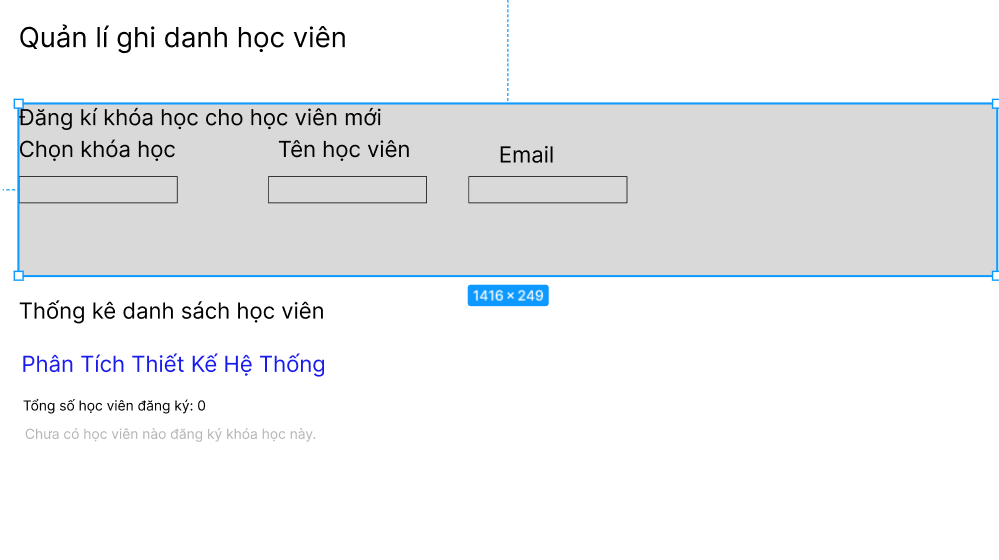 Quản lí ghi danh học viên
Đăng kí khóa học cho học viên mới
Chọn khóa học
Tên học viên
Email
1416 × 249
Thống kê danh sách học viên
Phân Tích Thiết Kế Hệ Thống
Tổng số học viên đăng ký: 0
Chưa có học viên nào đăng ký khóa học này.